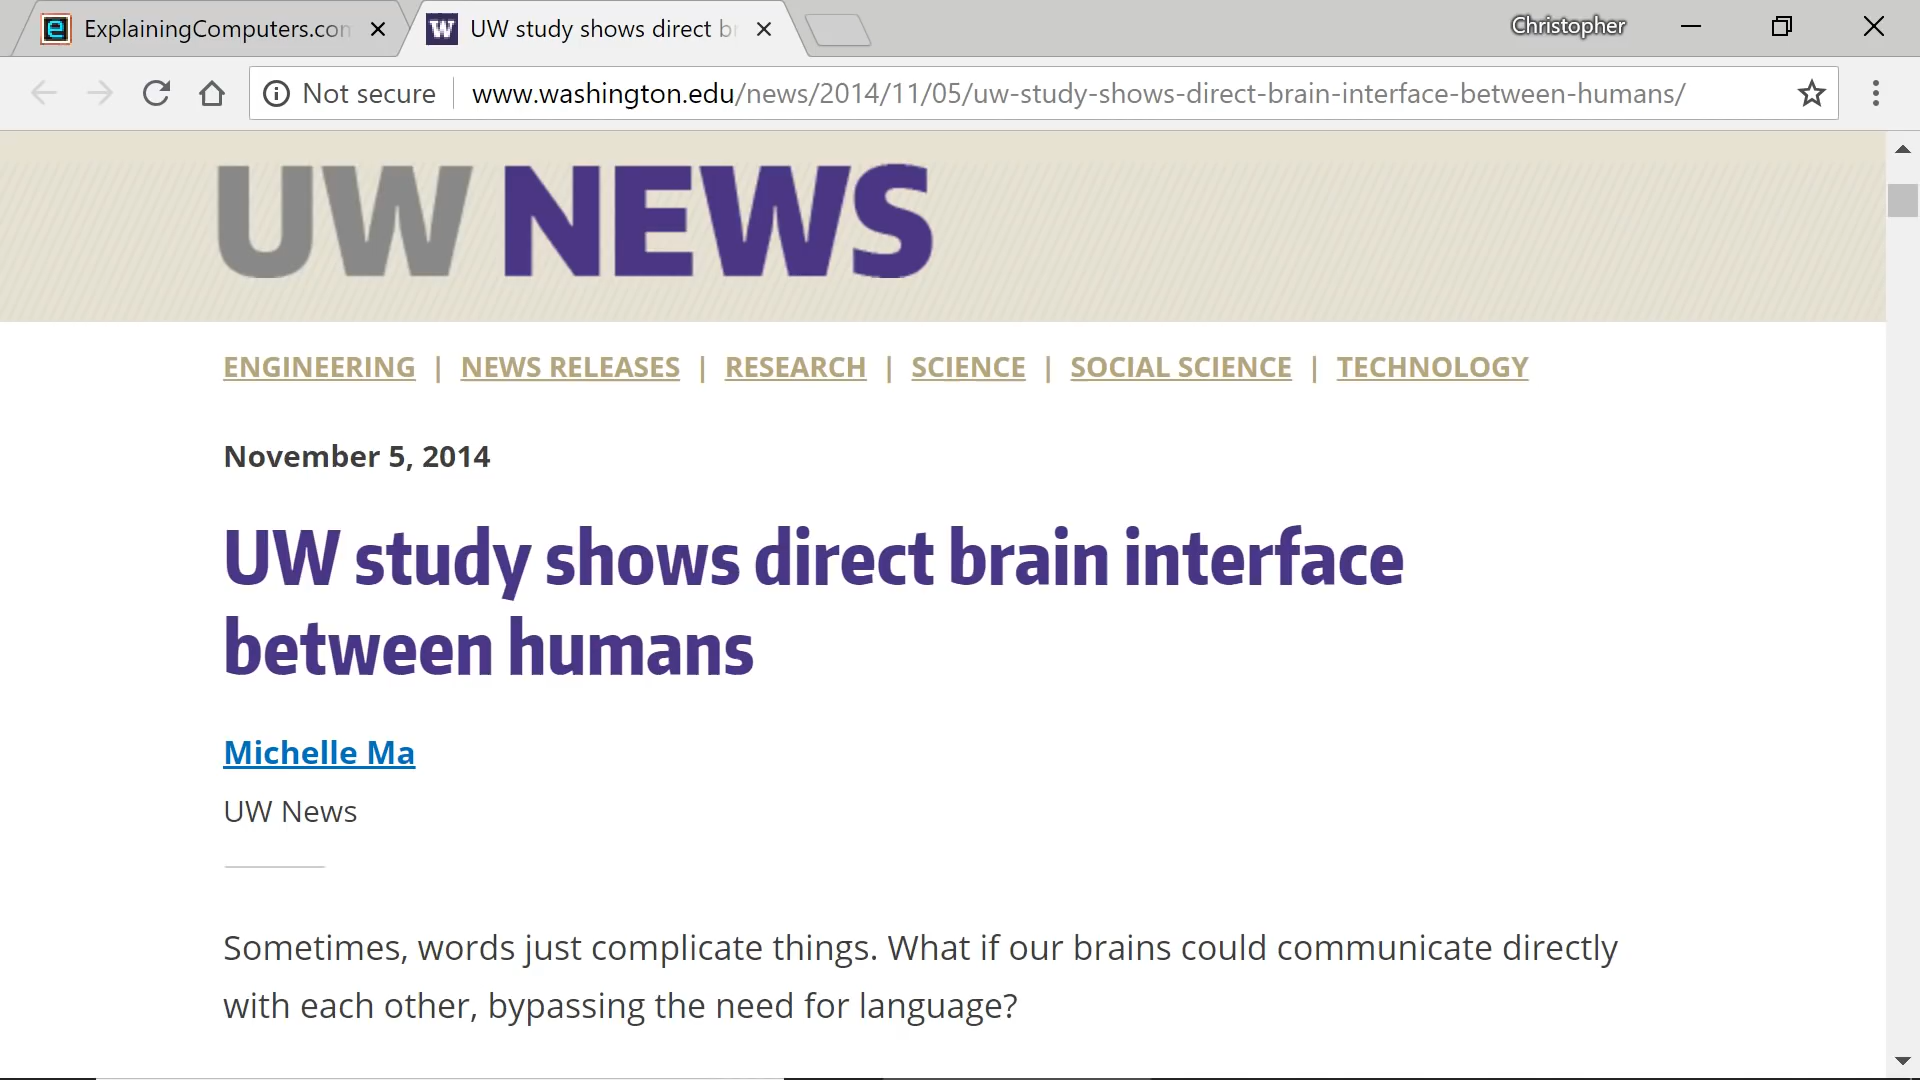 ExplainingComputers.con
UW study shows direct b
Christopher
Not secure
www.washington.edu/news/2014/11/05/uw-study-shows-direct-brain-interface-between-humans/
UW NEWS
ENGINEERING | NEWS RELEASES | RESEARCH | SCIENCE | SOCIAL SCIENCE | TECHNOLOGY
November 5, 2014
UW study shows direct brain interface
between humans
Michelle Ma
UW News
Sometimes, words just complicate things. What if our brains could communicate directly
with each other, bypassing the need for language?